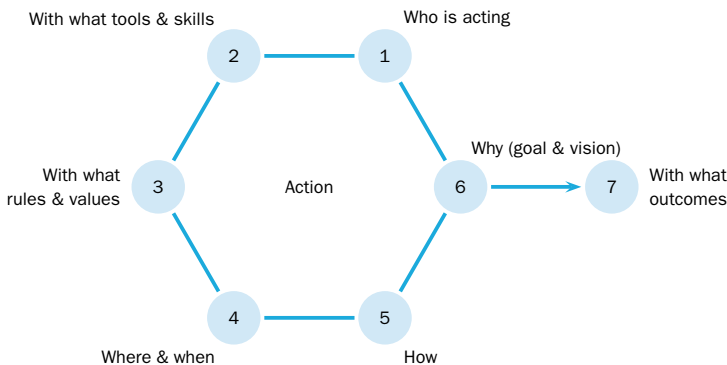 With what tools & skills
Who is acting
2
1
Why (goal & vision)
With what
rules & values
3
Action
6
7
With what
outcomes
4
5
Where & when
How